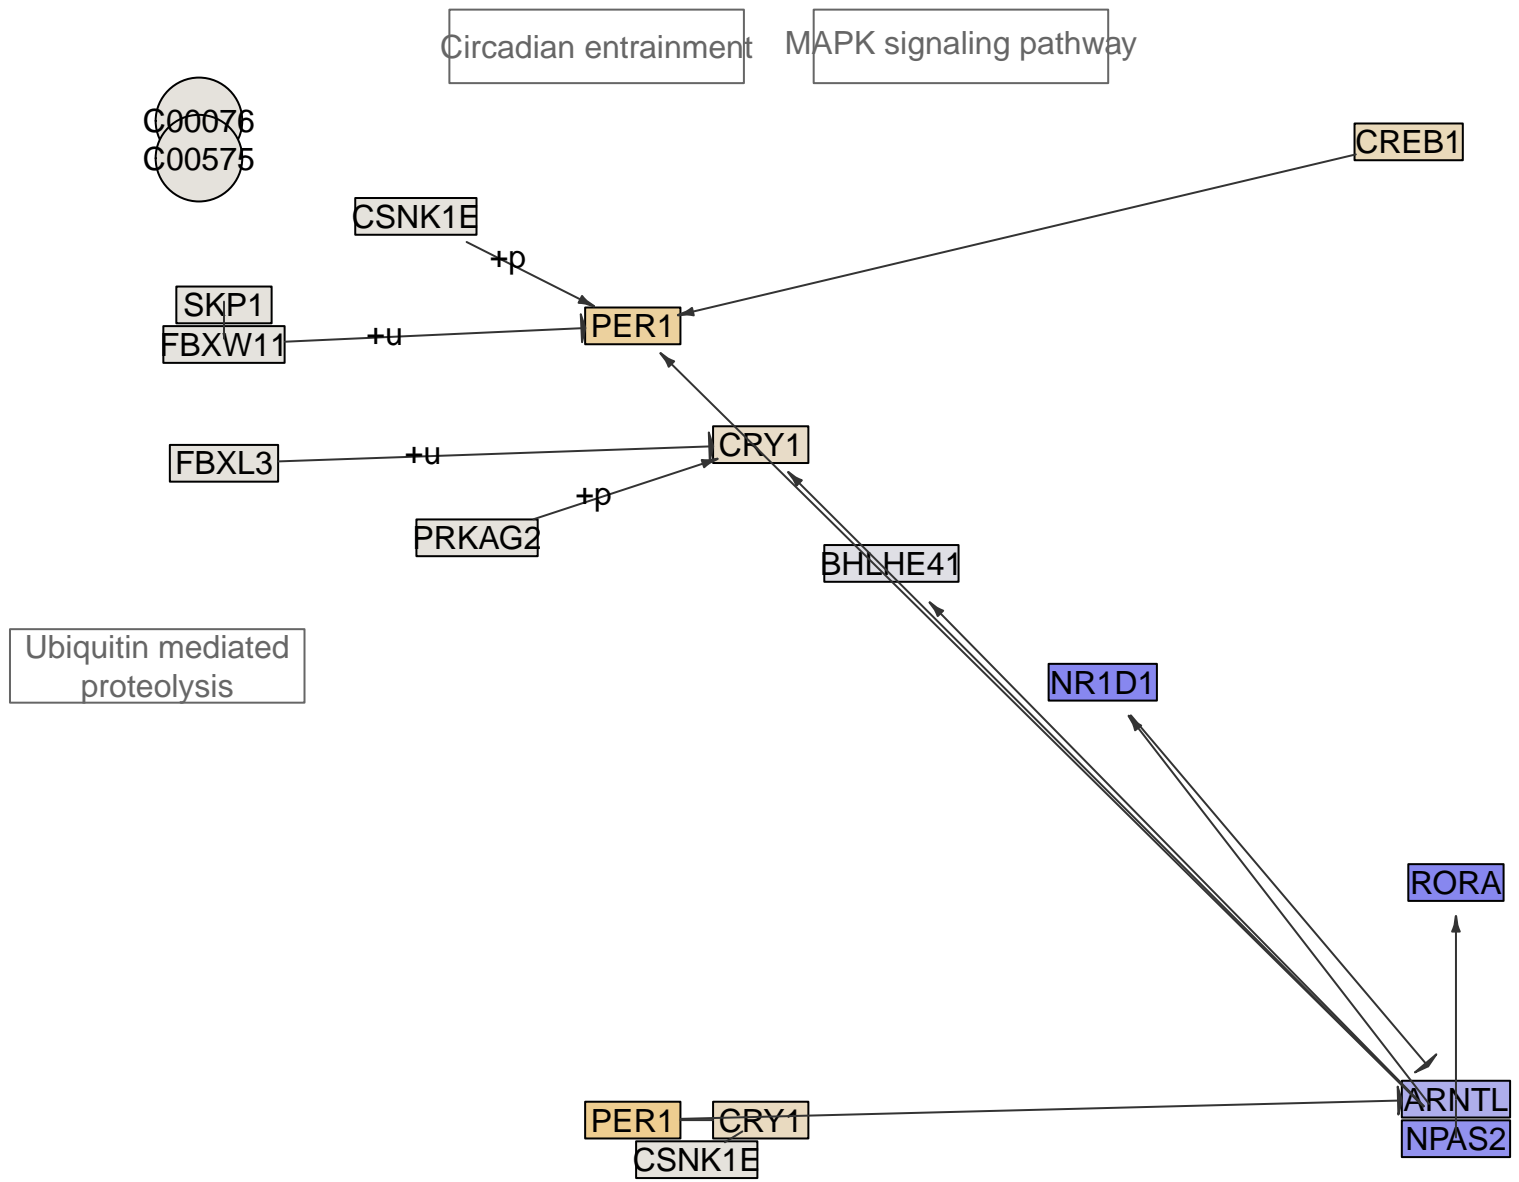 Circadian entrainment
MAPK signaling pathway
C00076
CREB1
C00575
CSNK1E
+p
SKP1
PER1
FBXW11
+u
CRY1
FBXL3
+u
+p
PRKAG2
BHLHE41
Ubiquitin mediated
proteolysis
NR1D1
RORA
ARNTL
PER1
CRY1
NPAS2
CSNK1E